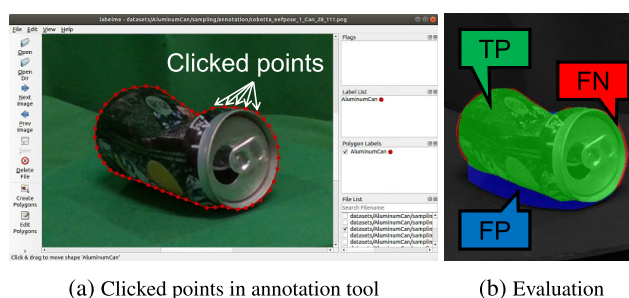 labelme - datasets/AluminumCan/sampling/annotation/robotta_eefpose_1_Can_28_111.png
File Edit View Help
Open
Open
Dir
Next
Image
Prev
Image
Save
Delete
File
Create
Polygons
Edit
Polygons
Clicked points
Flags
Label List
AluminumCan
Polygon Labels
AluminumCan
File List
Search Filename
datasets/AluminumCan/samplin
datasets/AluminumCan/samplin
datasets/AluminumCan/samplin
datasets/AluminumCan/samplin
datasets/AluminumCan/samplin
Click & drag to move shape 'AluminumCan'
TP
FN
FP
(a) Clicked points in annotation tool
(b) Evaluation